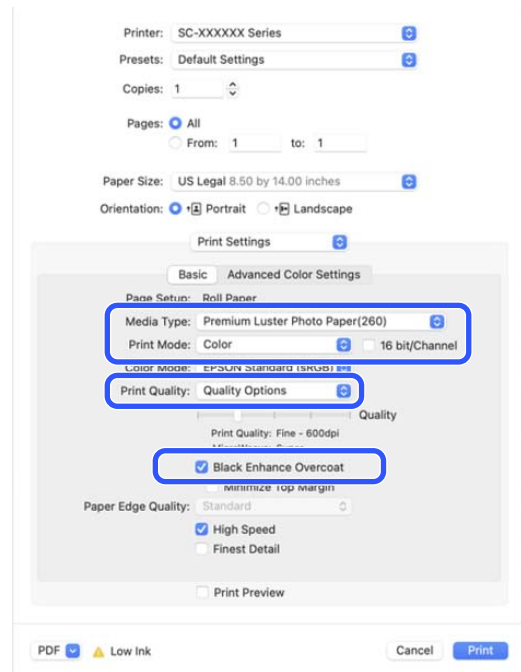 Printer: SC-XXXXXX Series
Presets: Default Settings
Copies: 1
Pages: All
From: 1 to: 1
Paper Size: US Legal 8.50 by 14.00 inches
Orientation: Portrait Landscape
Print Settings
Basic Advanced Color Settings
Page Setup: Roll Paper
Media Type: Premium Luster Photo Paper(260)
Print Mode: Color 16 bit/Channel
Color Mode: EPSON Standard (sRGB)
Print Quality: Quality Options
Quality
Print Quality: Fine - 600dpi
MicroWeave: Super
Black Enhance Overcoat
Minimize Top Margin
Paper Edge Quality: Standard
High Speed
Finest Detail
Print Preview
PDF Low Ink Cancel Print